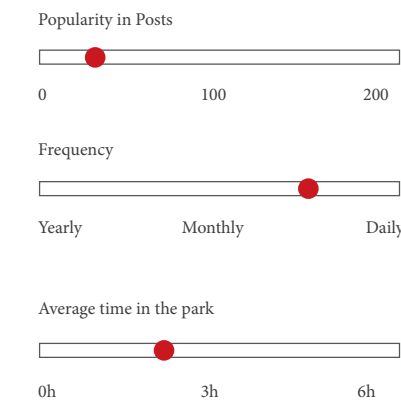 Popularity in Posts
0 100 200
Frequency
Yearly Monthly Daily
Average time in the park
0h 3h 6h